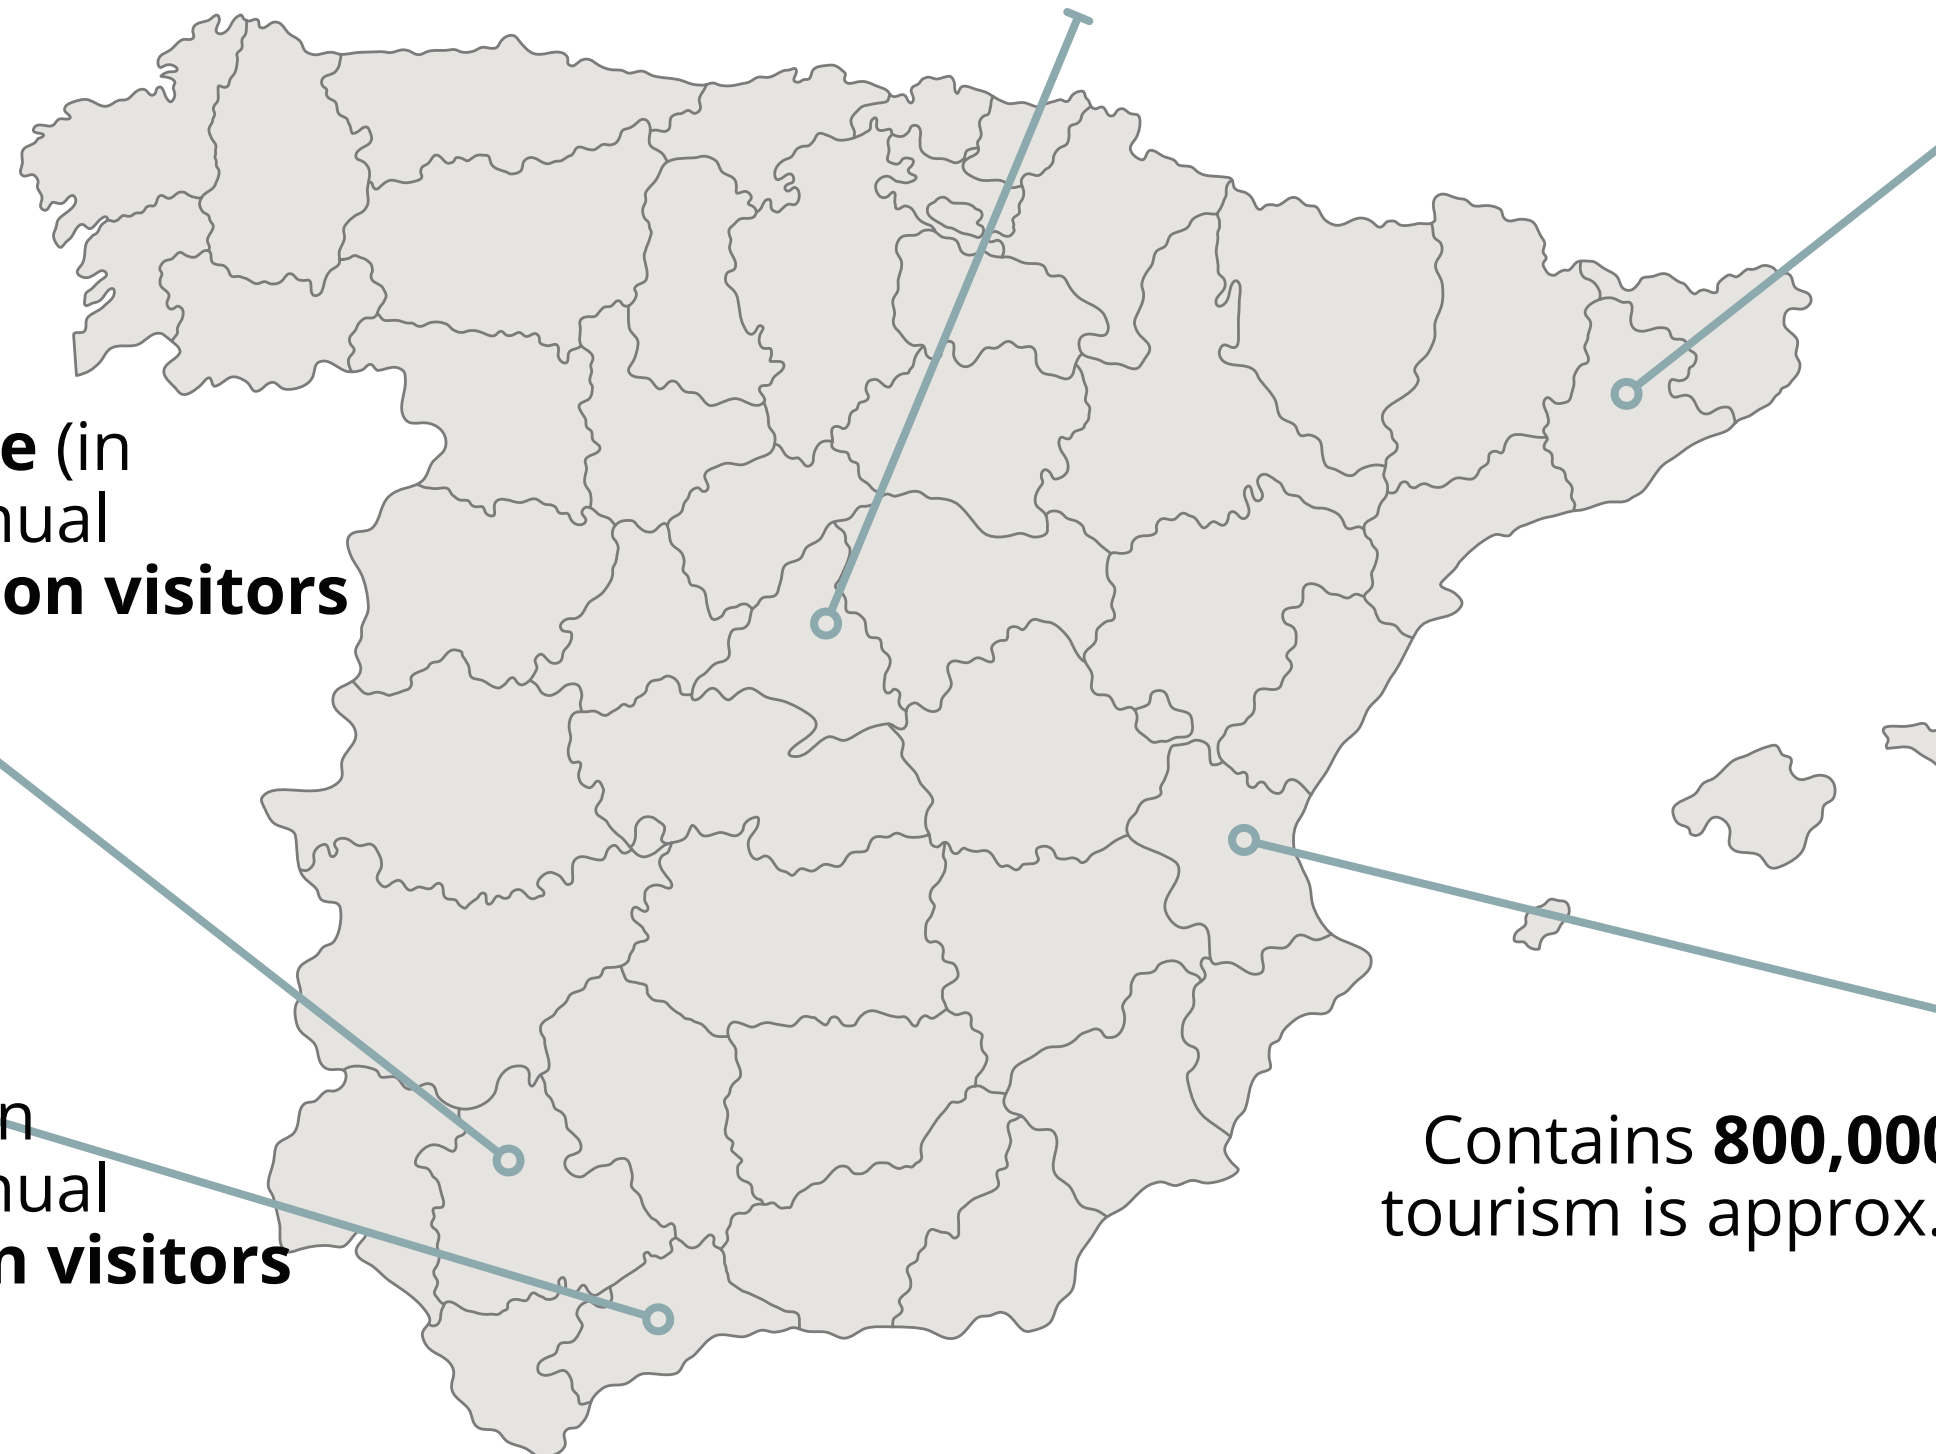 e (in
nual
on visitors
n
nual
n visitors
Contains 800,000
tourism is approx.